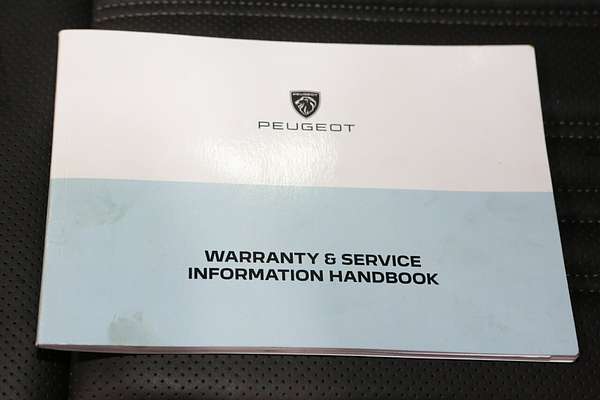 PEUGEOT
WARRANTY & SERVICE
INFORMATION HANDBOOK